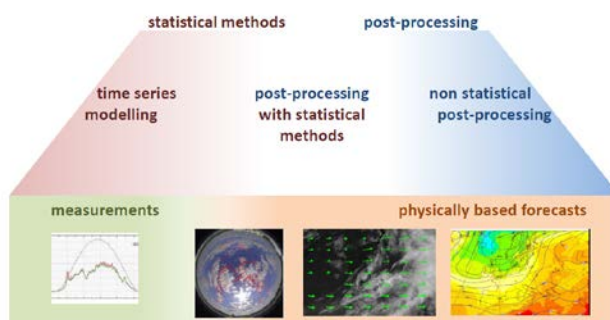 statistical methods
post-processing
time series
modelling
post-processing
with statistical
methods
non statistical
post-processing
measurements
physically based forecasts